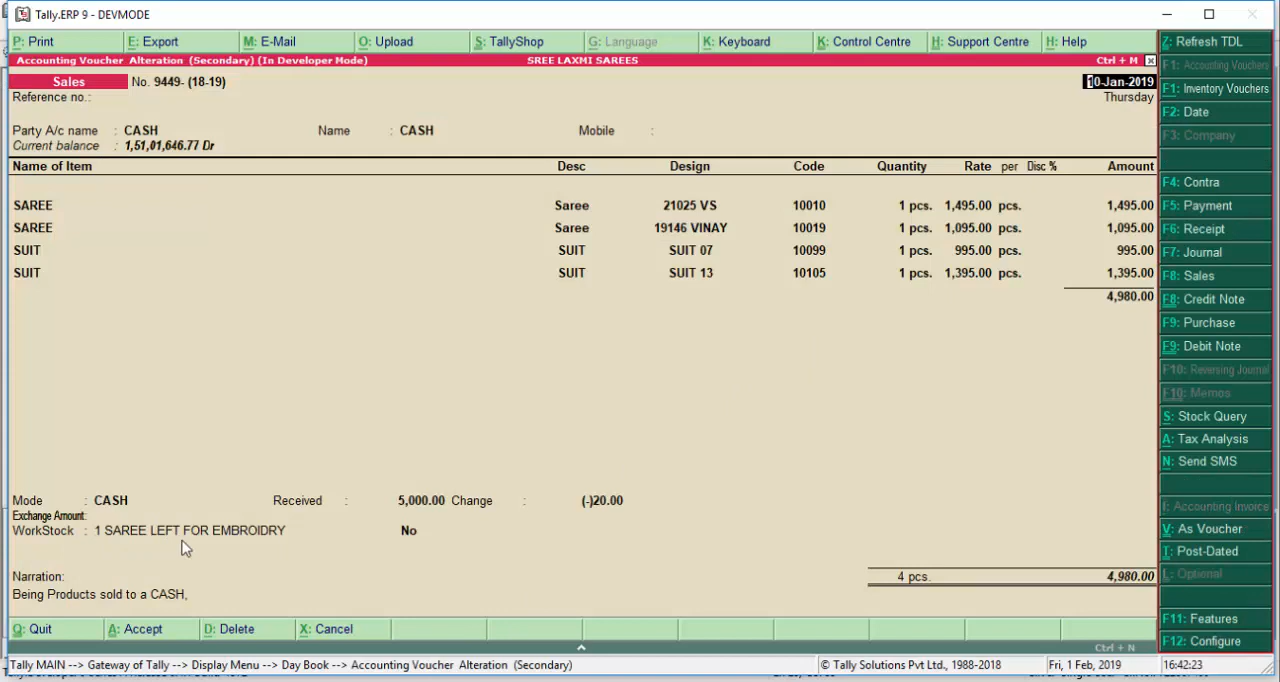 Tally.ERP 9 - DEVMODE
P: Print E: Export M: E-Mail O: Upload S: TallyShop G: Language K: Keyboard K: Control Centre H: Support Centre H: Help
Accounting Voucher Alteration (Secondary) (In Developer Mode) SREE LAXMI SAREES Ctrl + M
Sales No. 9449- (18-19) 10-Jan-2019
Reference no.: Thursday
Party A/c name : CASH Name : CASH Mobile :
Current balance : 1,51,01,646.77 Dr
Name of Item Desc Design Code Quantity Rate per Disc % Amount
SAREE Saree 21025 VS 10010 1 pcs. 1,495.00 pcs. 1,495.00
SAREE Saree 19146 VINAY 10019 1 pcs. 1,095.00 pcs. 1,095.00
SUIT SUIT SUIT 07 10099 1 pcs. 995.00 pcs. 995.00
SUIT SUIT SUIT 13 10105 1 pcs. 1,395.00 pcs. 1,395.00
4,980.00
Mode : CASH Received : 5,000.00 Change : (-)20.00
Exchange Amount:
WorkStock : 1 SAREE LEFT FOR EMBROIDRY No
Narration: 4 pcs. 4,980.00
Being Products sold to a CASH,
Q: Quit A: Accept D: Delete X: Cancel
Ctrl + N
Tally MAIN --> Gateway of Tally --> Display Menu --> Day Book --> Accounting Voucher Alteration (Secondary) © Tally Solutions Pvt Ltd., 1988-2018 Fri, 1 Feb, 2019 16:42:23
Z: Refresh TDL
F1: Accounting Vouchers
F1: Inventory Vouchers
F2: Date
F3: Company
F4: Contra
F5: Payment
F6: Receipt
F7: Journal
F8: Sales
F8: Credit Note
F9: Purchase
F9: Debit Note
F10: Reversing Journal
F10: Memos
S: Stock Query
A: Tax Analysis
N: Send SMS
I: Accounting Invoice
V: As Voucher
T: Post-Dated
L: Optional
F11: Features
F12: Configure